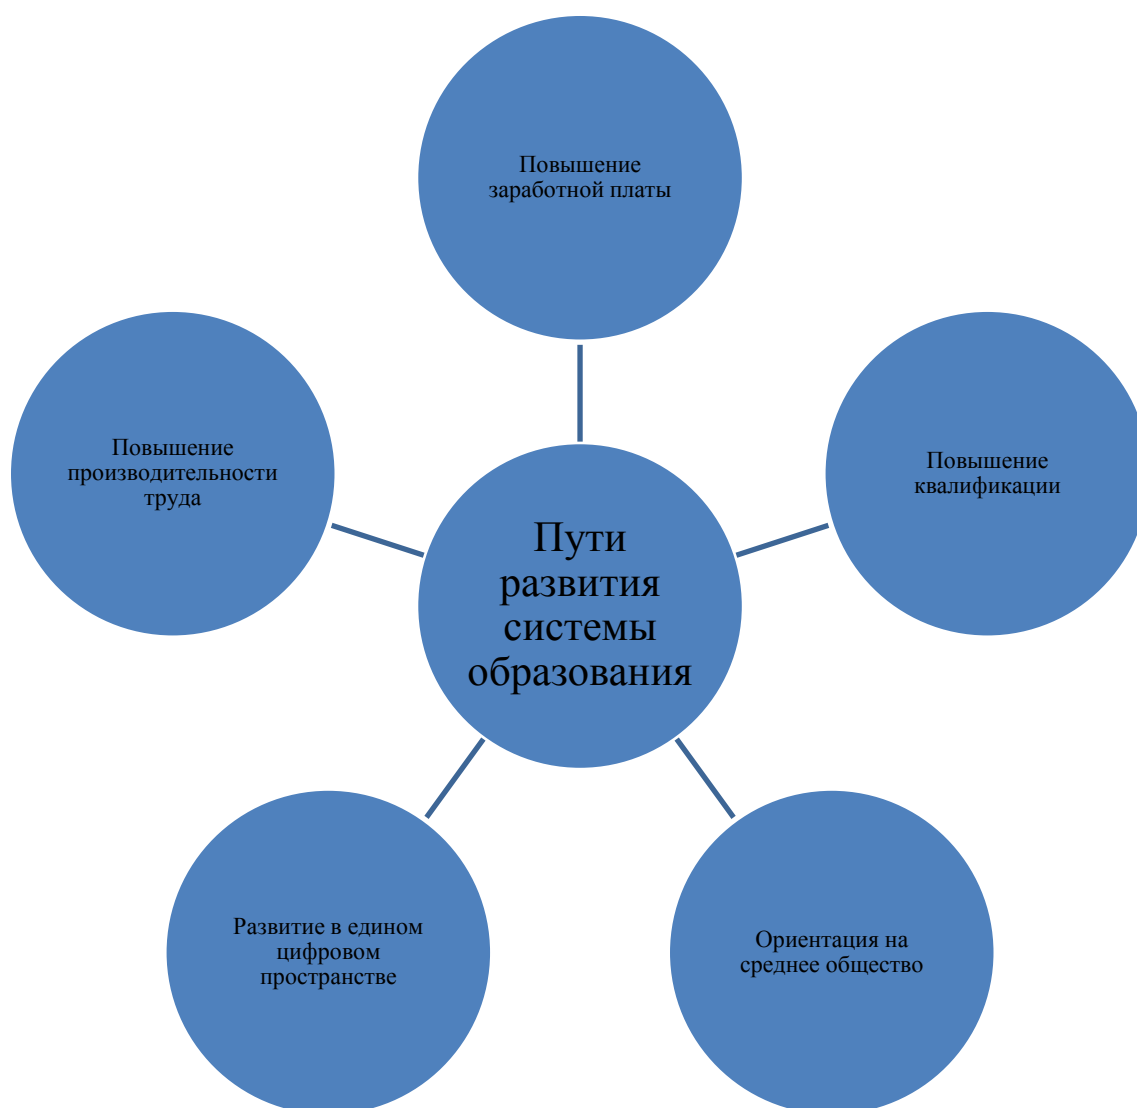 Повышение
заработной платы
Повышение
производительности
труда
Повышение
квалификации
Пути
развития
системы
образования
Развитие в едином
цифровом
пространстве
Ориентация на
среднее общество